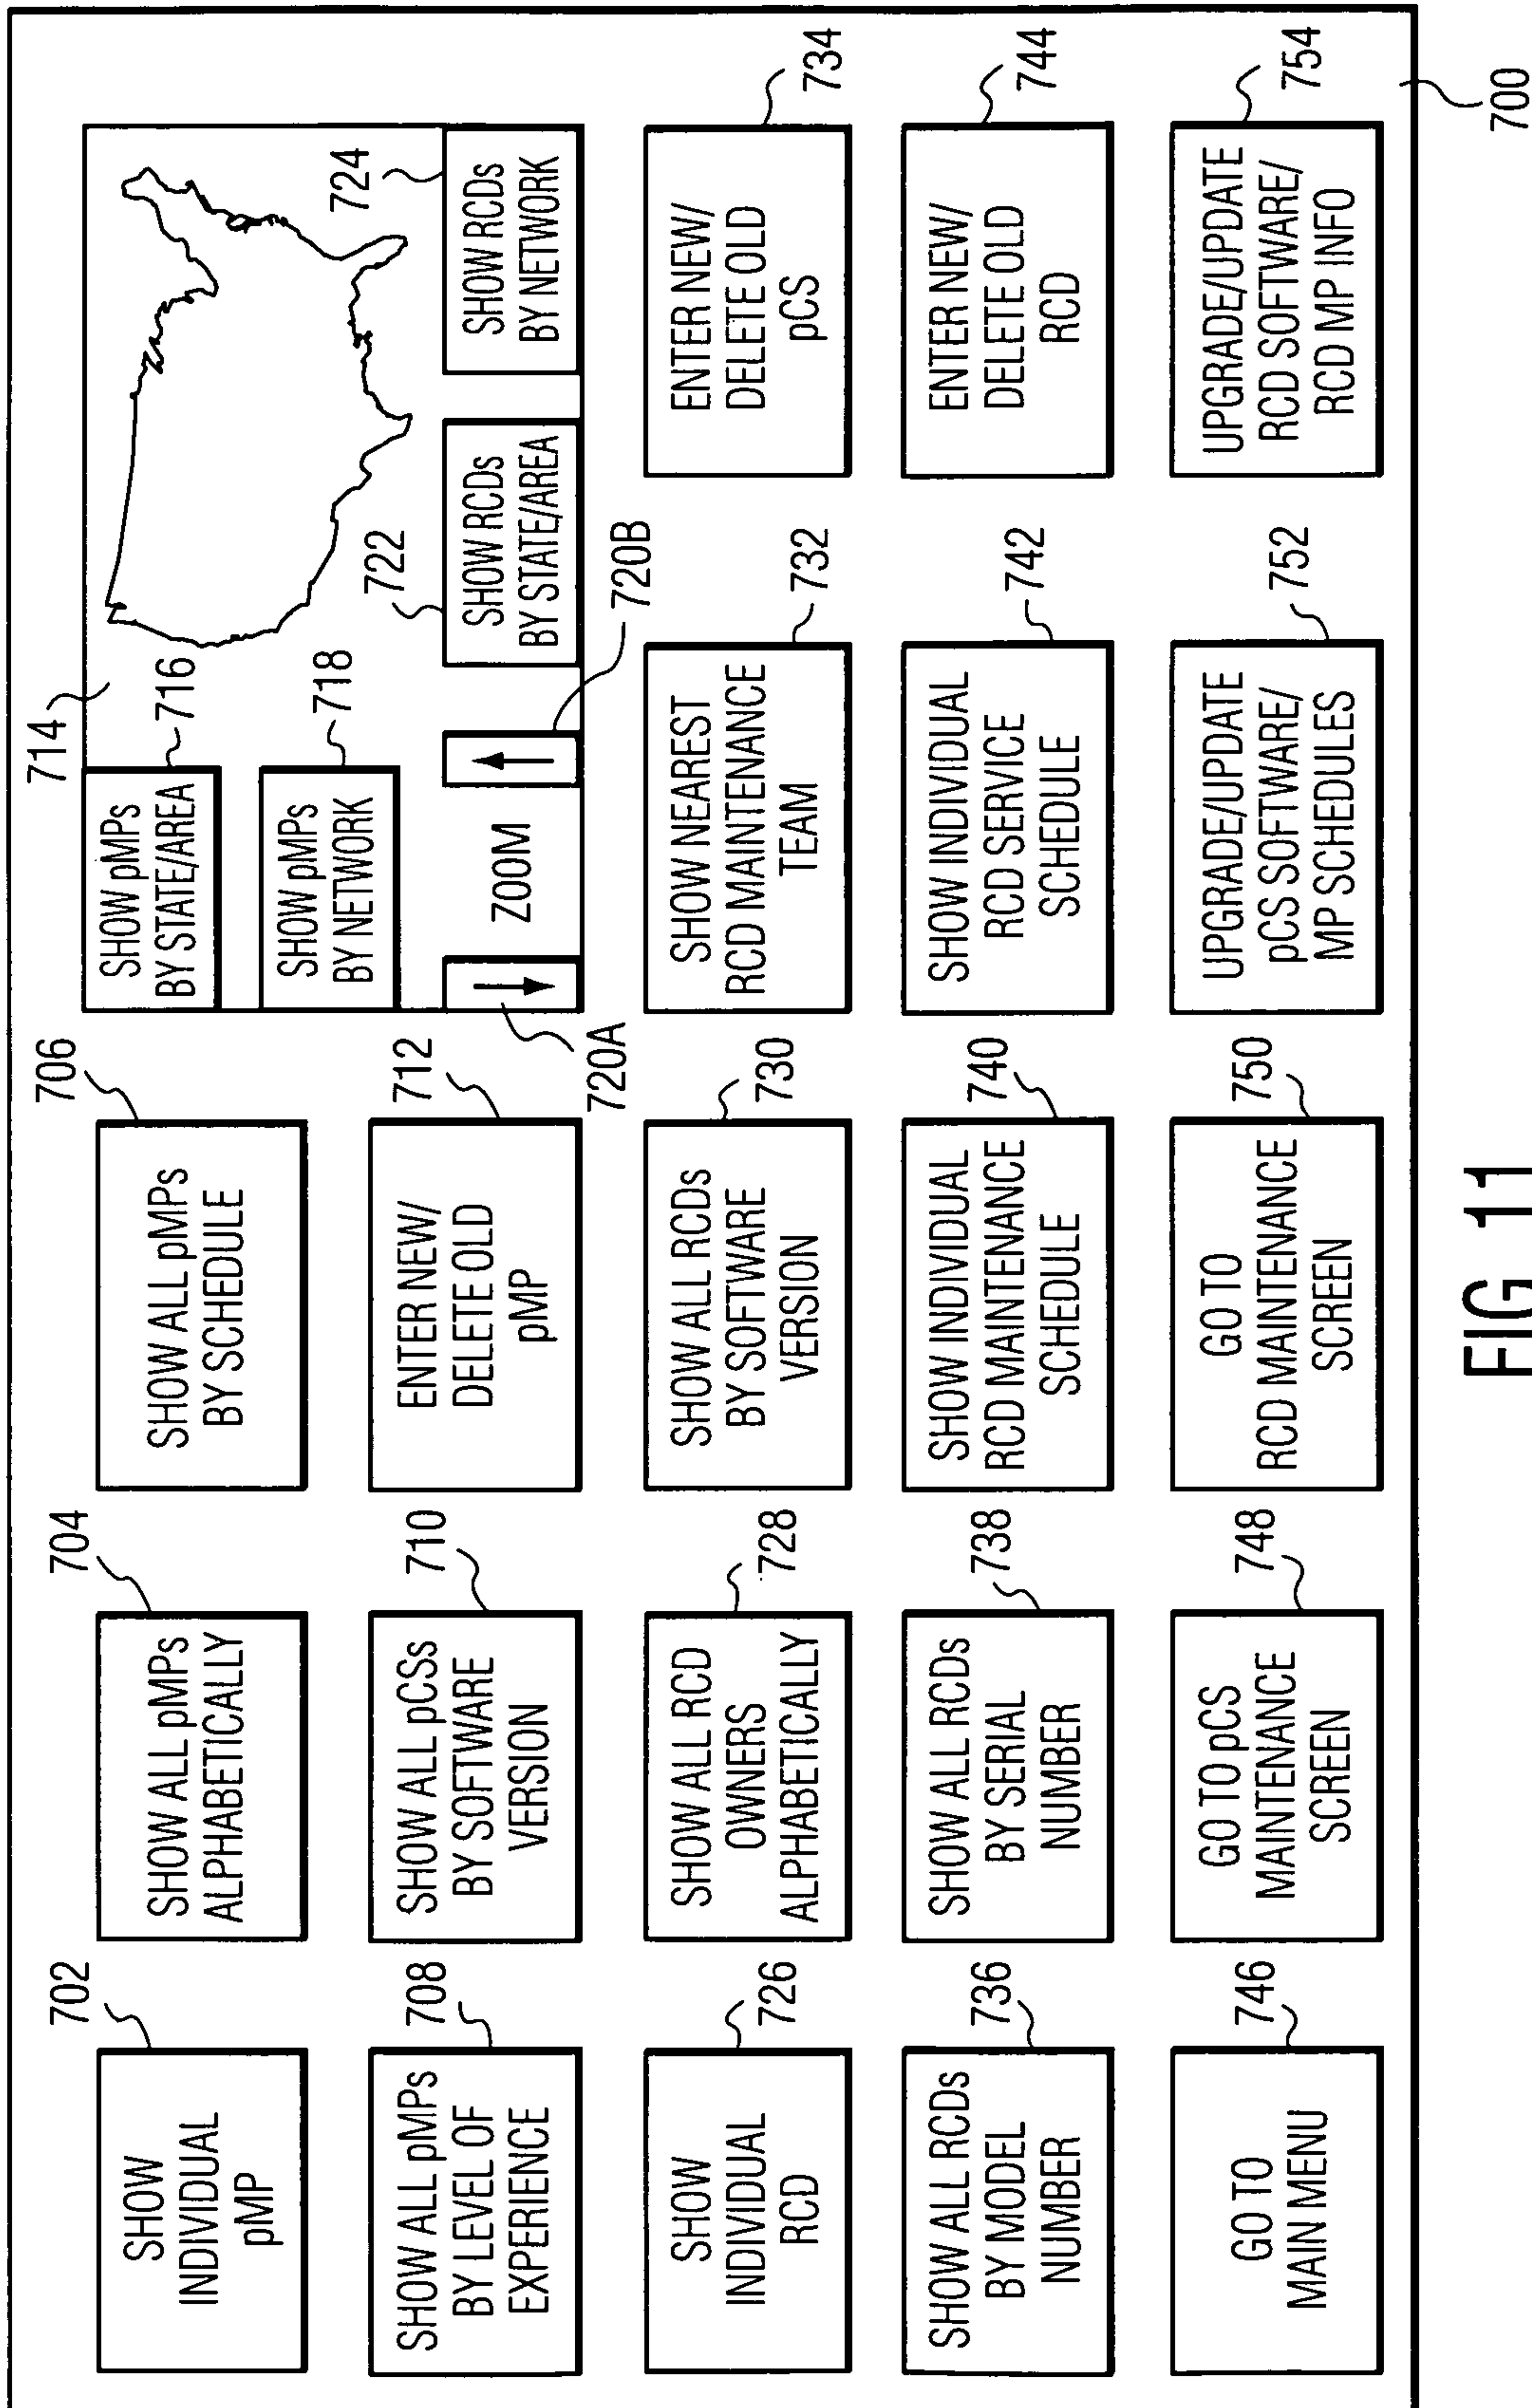 702
SHOW
INDIVIDUAL
pMP
704
SHOW ALL pMPs
ALPHABETICALLY
706
SHOW ALL pMPs
BY SCHEDULE
714
SHOW pMPs
BY STATE/AREA
716
SHOW pMPs
BY NETWORK
718
708
SHOW ALL pMPs
BY LEVEL OF
EXPERIENCE
710
SHOW ALL pCSs
BY SOFTWARE
VERSION
712
ENTER NEW/
DELETE OLD
pMP
720A
ZOOM
720B
722
SHOW RCDs
BY STATE/AREA
724
SHOW RCDs
BY NETWORK
726
SHOW
INDIVIDUAL
RCD
728
SHOW ALL RCD
OWNERS
ALPHABETICALLY
730
SHOW ALL RCDs
BY SOFTWARE
VERSION
732
SHOW NEAREST
RCD MAINTENANCE
TEAM
734
ENTER NEW/
DELETE OLD
pCS
736
SHOW ALL RCDs
BY MODEL
NUMBER
738
SHOW ALL RCDs
BY SERIAL
NUMBER
740
SHOW INDIVIDUAL
RCD MAINTENANCE
SCHEDULE
742
SHOW INDIVIDUAL
RCD SERVICE
SCHEDULE
744
ENTER NEW/
DELETE OLD
RCD
746
GO TO
MAIN MENU
748
GO TO pCS
MAINTENANCE
SCREEN
750
GO TO
RCD MAINTENANCE
SCREEN
752
UPGRADE/UPDATE
pCS SOFTWARE/
MP SCHEDULES
754
UPGRADE/UPDATE
RCD SOFTWARE/
RCD MP INFO
700
FIG 11